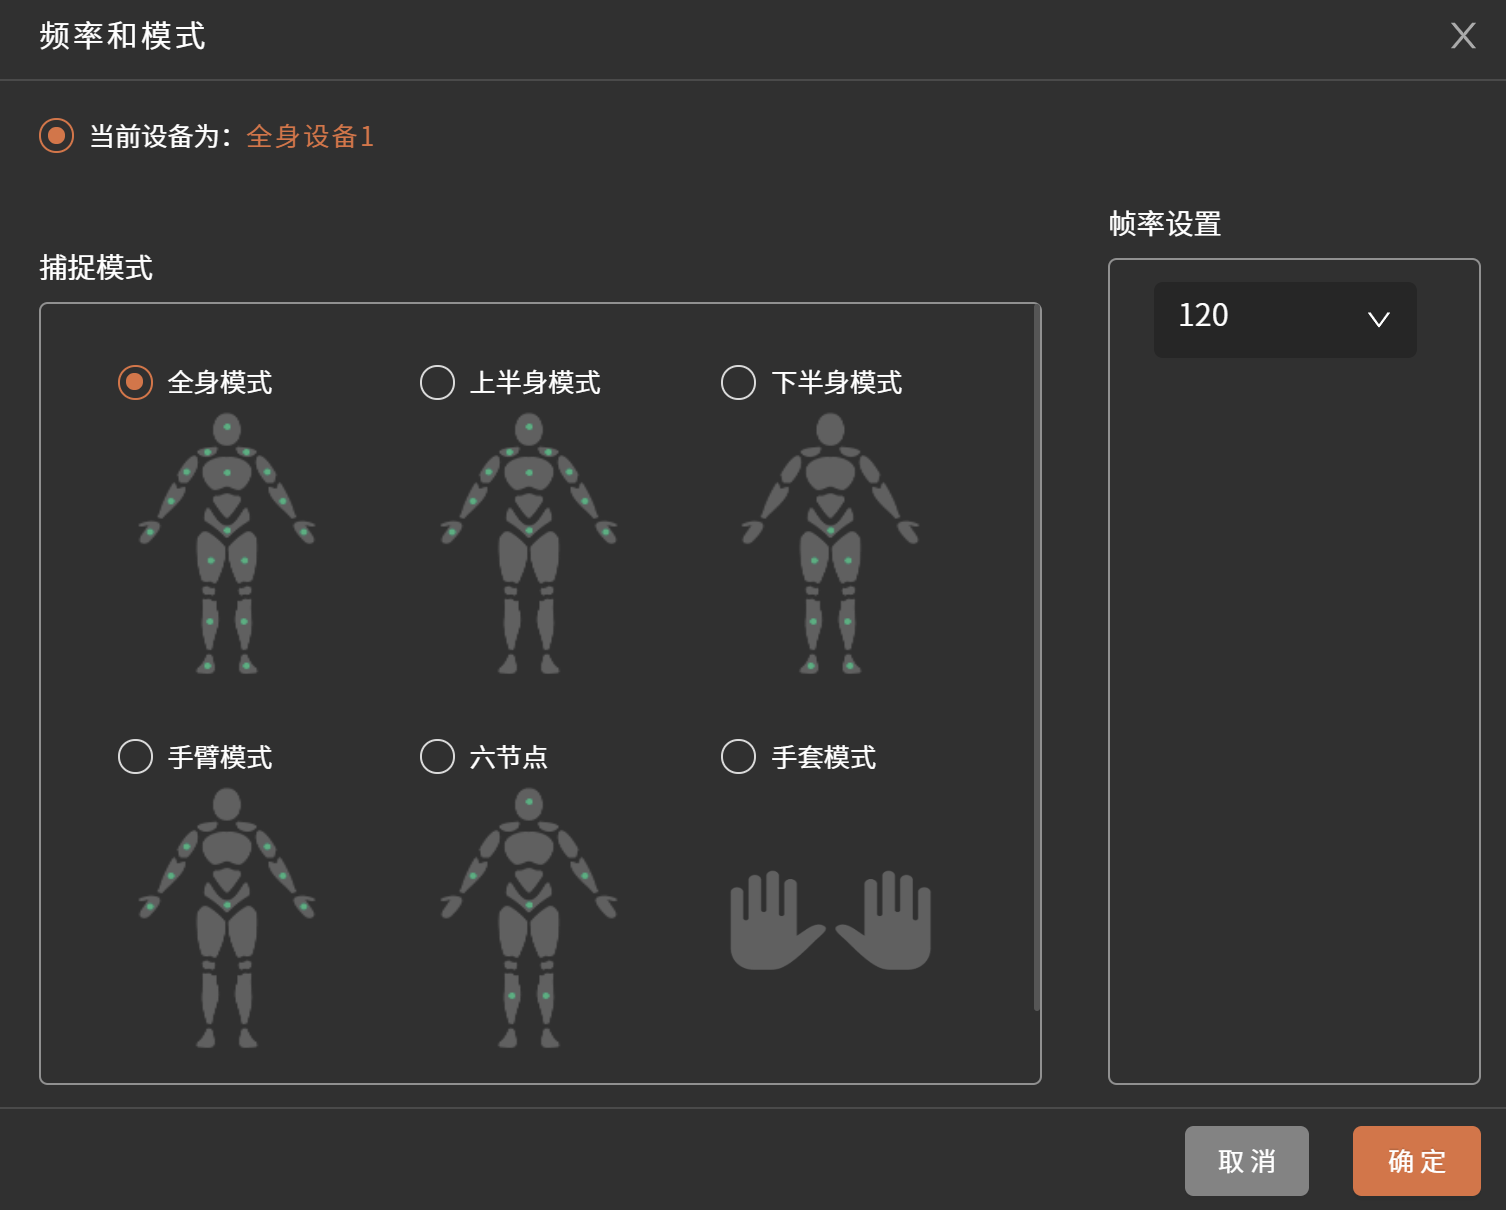 频率和模式
当前设备为：全身设备1
帧率设置
捕捉模式
120
全身模式
上半身模式
下半身模式
手臂模式
六节点
手套模式
取消
确定